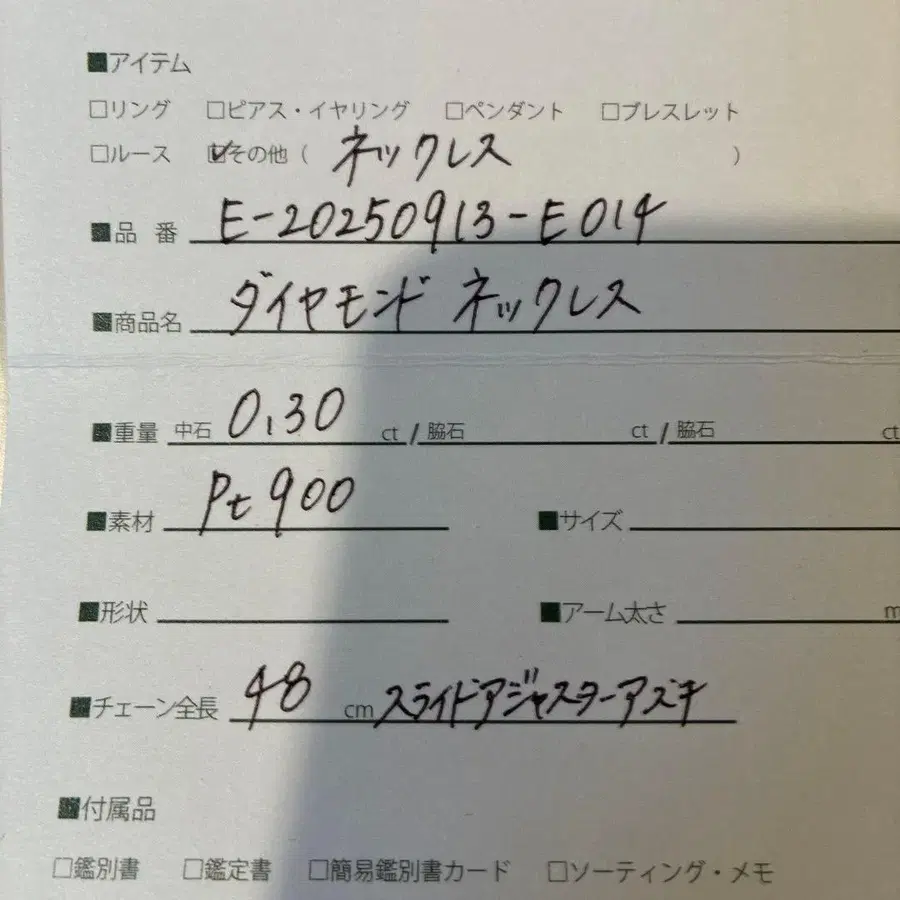 ■アイテム
□リング □ピアス・イヤリング □ペンダント □ブレスレット
□ルース ☑その他（ ネックレス ）
■品 番 E-20250913-E014
■商品名 ダイヤモンド ネックレス
■重量 中石 0.30 ct / 脇石 ct / 脇石 ct
■素材 Pt900 ■サイズ
■形状 ■アーム太さ m
■チェーン全長 48 cm スライドアジャスターアズキ
■付属品
□鑑別書 □鑑定書 □簡易鑑別書カード □ソーティング・メモ